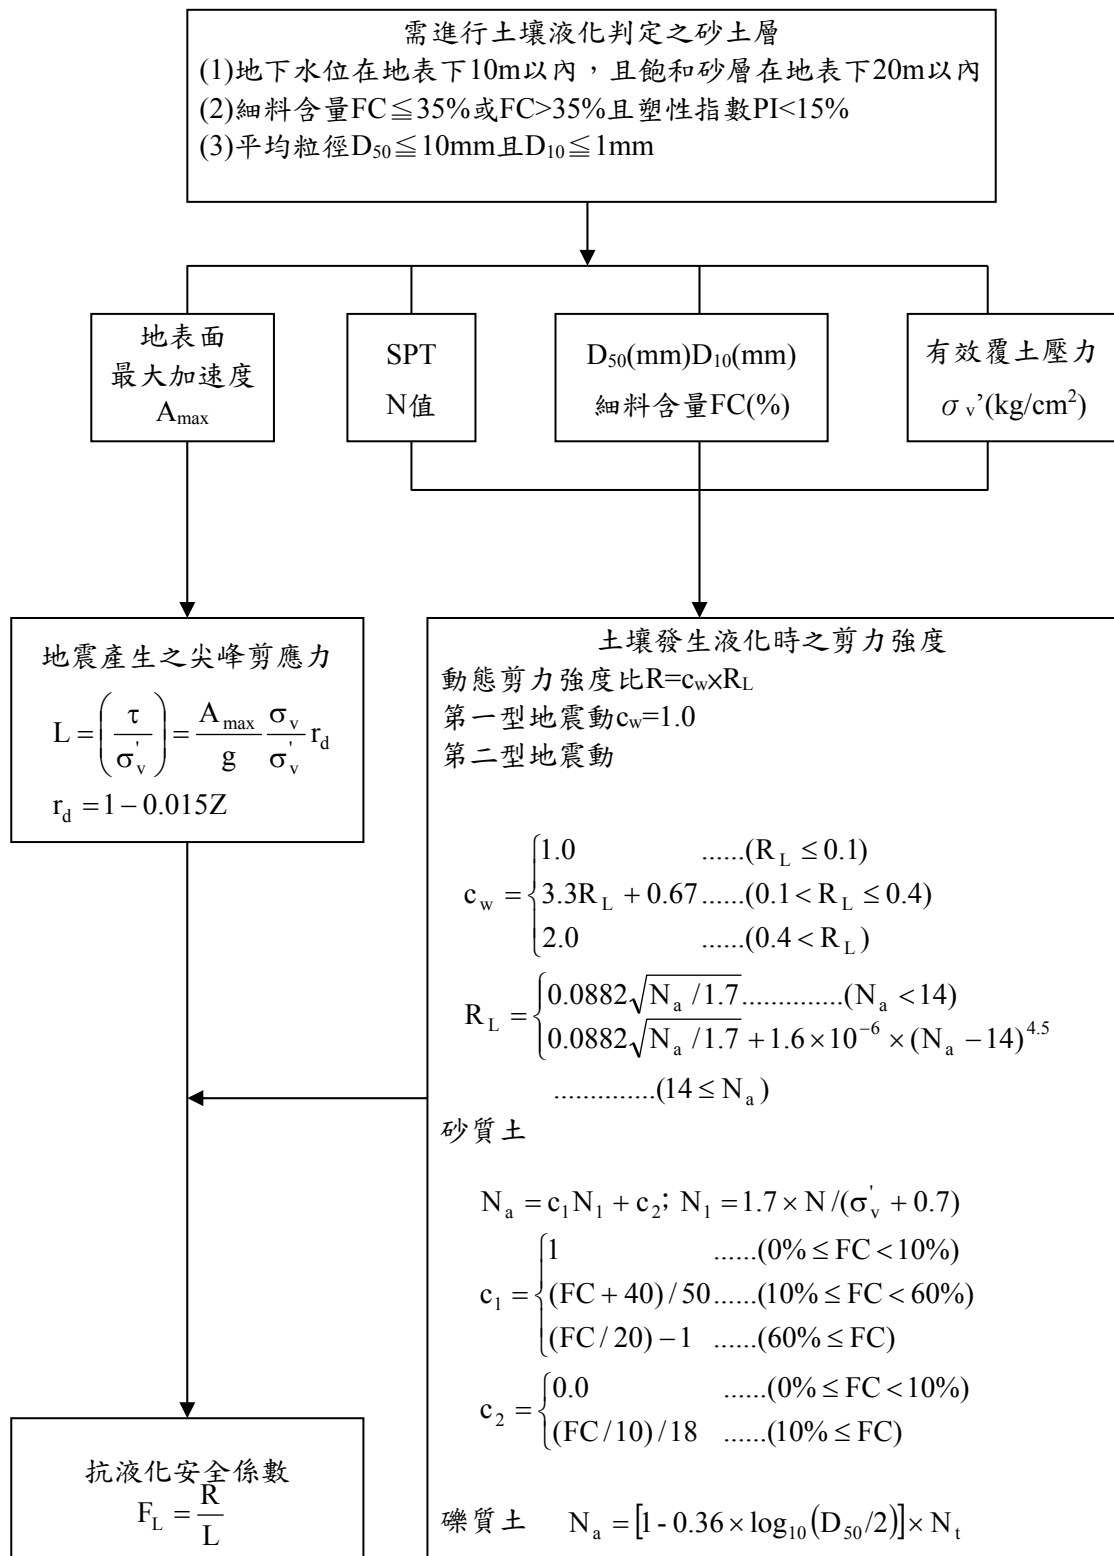 需進行土壤液化判定之砂土層
(1)地下水位在地表下10m以內，且飽和砂層在地表下20m以內
(2)細料含量FC≦35%或FC>35%且塑性指數PI<15%
(3)平均粒徑D₅₀≦10mm且D₁₀≦1mm
地表面
最大加速度
Aₘₐₓ
SPT
N值
D₅₀(mm)D₁₀(mm)
細料含量FC(%)
有效覆土壓力
σv’(kg/cm²)
地震產生之尖峰剪應力
L = (τ/σv') = (Amax/g) (σv/σv') rd
rd = 1 − 0.015Z
土壤發生液化時之剪力強度
動態剪力強度比R=cw×RL
第一型地震動cw=1.0
第二型地震動
cw = { 1.0 ......(RL ≤ 0.1)
3.3RL + 0.67......(0.1 < RL ≤ 0.4)
2.0 ......(0.4 < RL)
RL = { 0.0882√(Na/1.7)..............(Na < 14)
0.0882√(Na/1.7) + 1.6×10⁻⁶ × (Na − 14)^4.5
.............(14 ≤ Na)
砂質土
Na = c₁N₁ + c₂; N₁ = 1.7 × N/(σv' + 0.7)
c₁ = { 1 ......(0% ≤ FC < 10%)
(FC + 40)/50......(10% ≤ FC < 60%)
(FC/20) − 1 ......(60% ≤ FC)
c₂ = { 0.0 ......(0% ≤ FC < 10%)
(FC/10)/18 ......(10% ≤ FC)
礫質土 Na = [1 - 0.36 × log₁₀(D₅₀/2)] × Nt
抗液化安全係數
FL = R/L